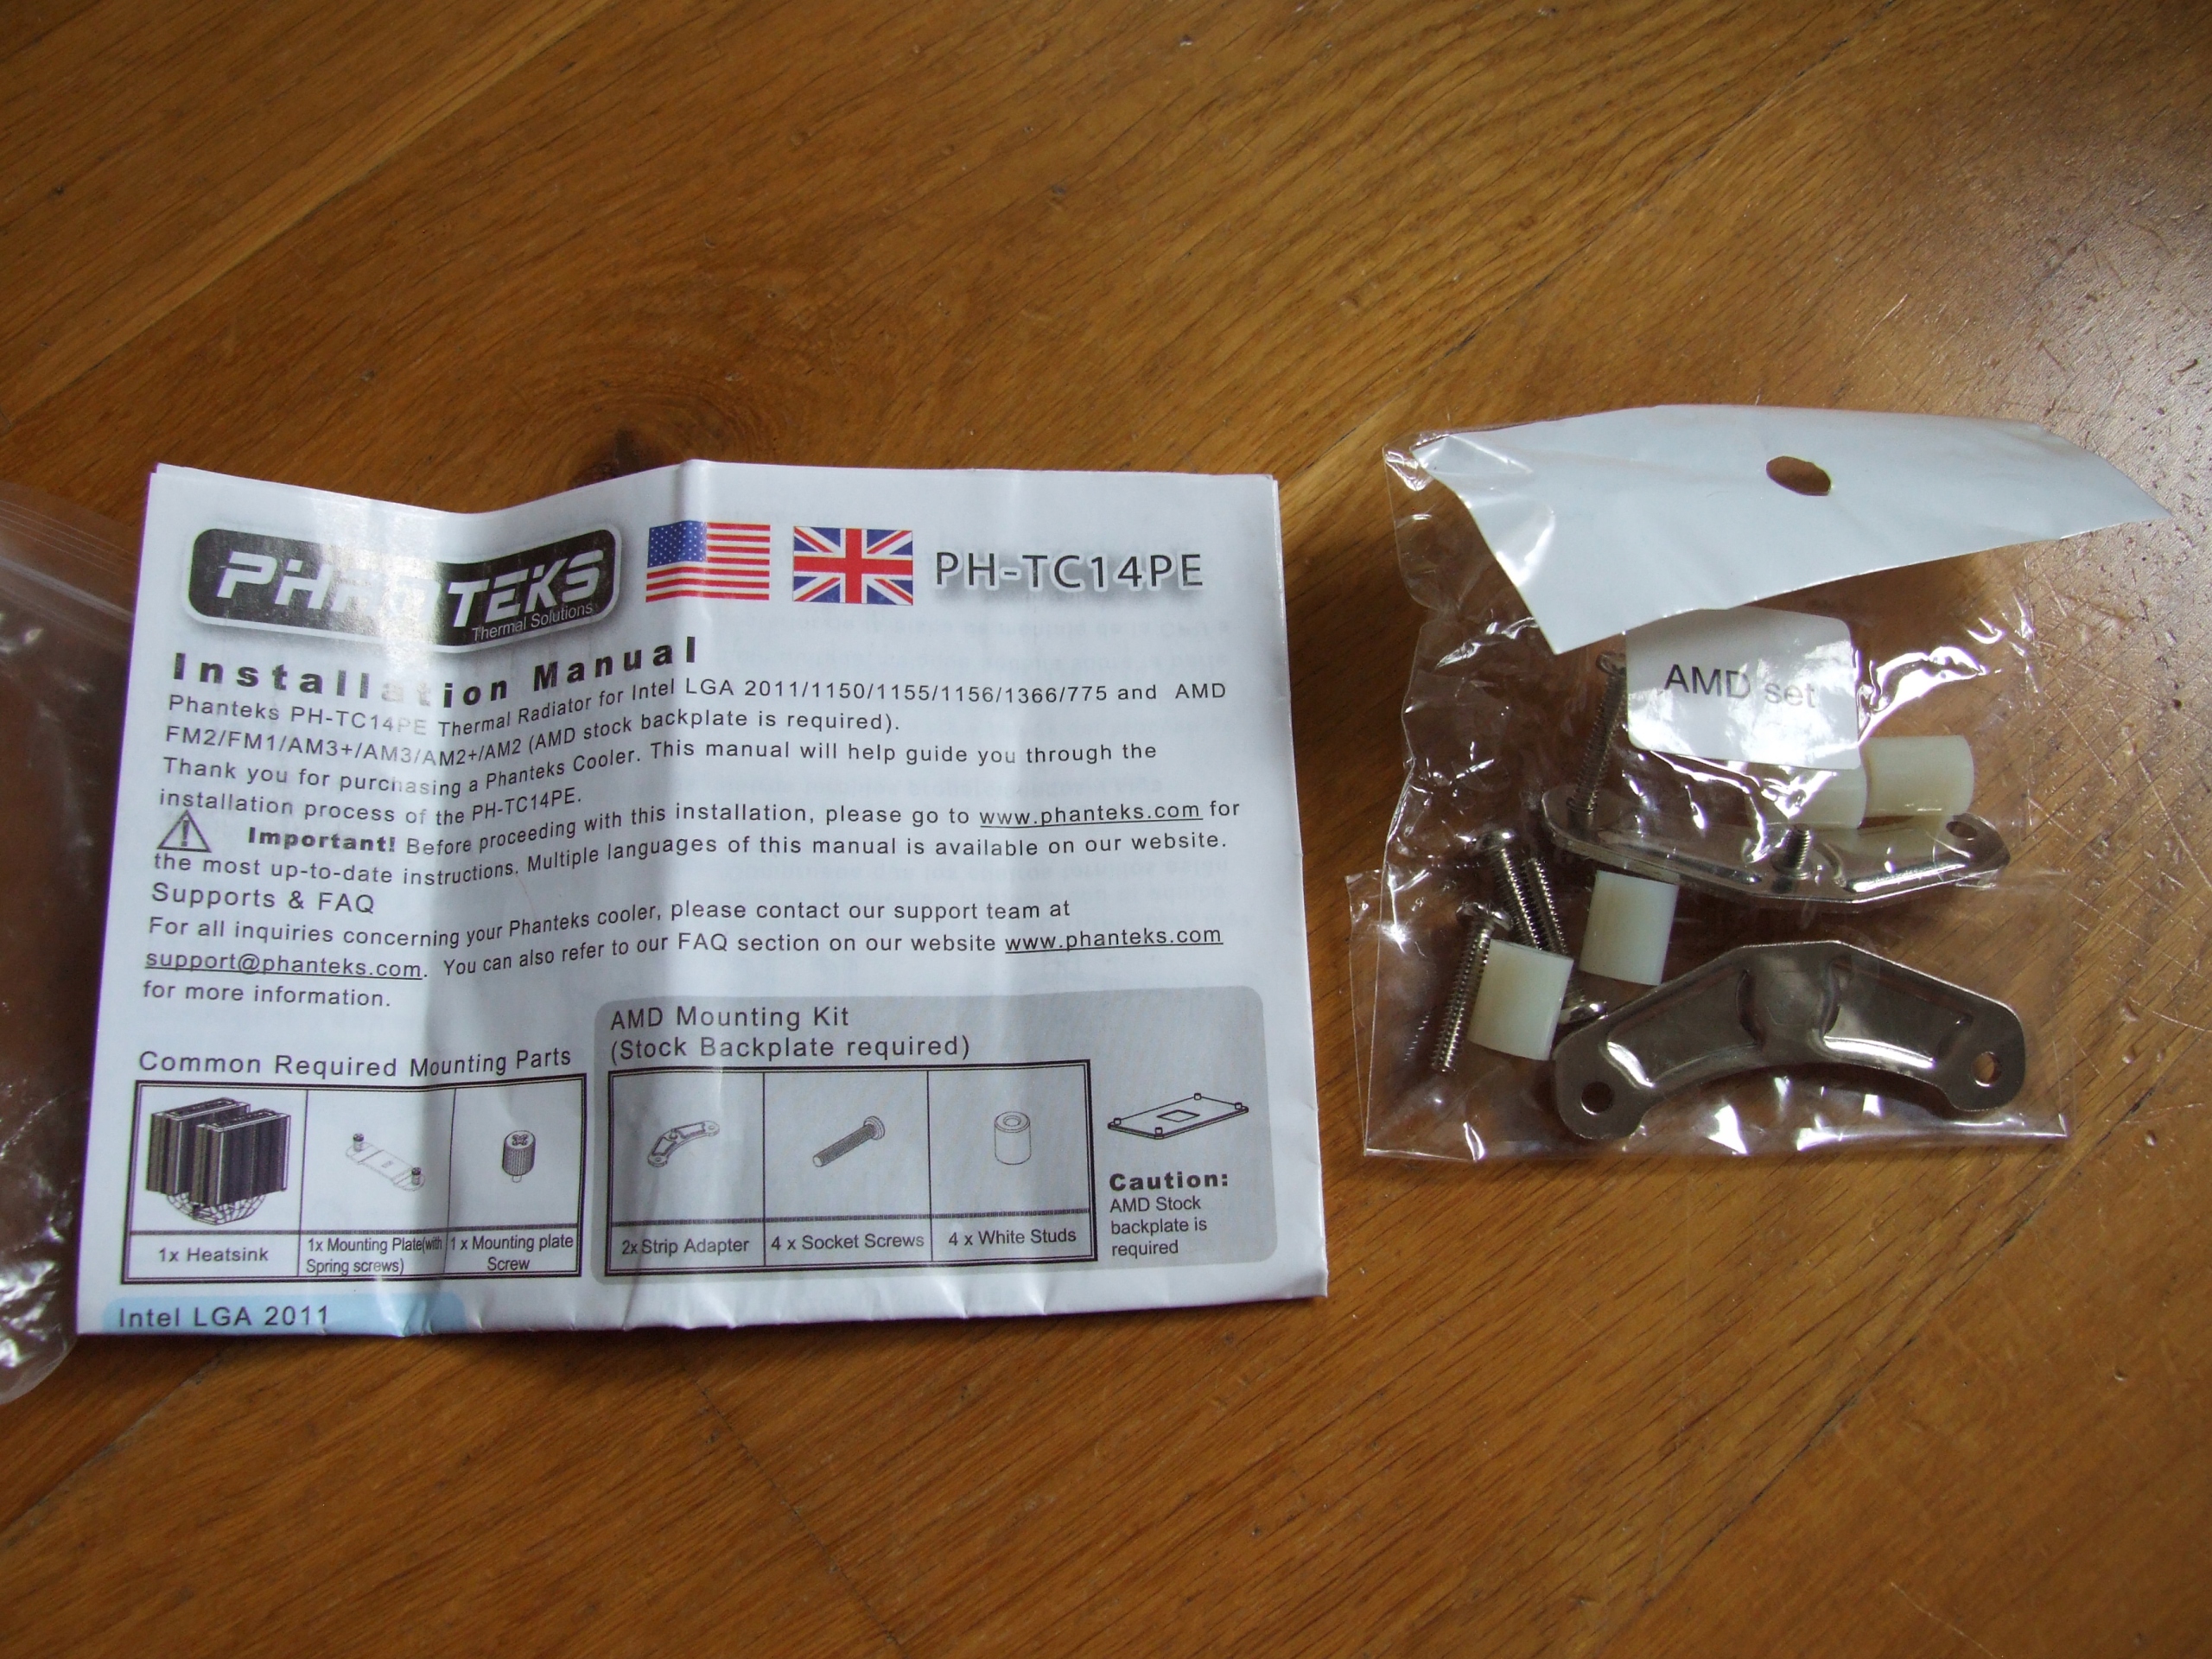 PHANTEKS
Thermal Solutions
PH-TC14PE
Installation Manual
Phanteks PH-TC14PE Thermal Radiator for Intel LGA 2011/1150/1155/1156/1366/775 and AMD
FM2/FM1/AM3+/AM3/AM2+/AM2 (AMD stock backplate is required).
Thank you for purchasing a Phanteks Cooler. This manual will help guide you through the
installation process of the PH-TC14PE.
Important! Before proceeding with this installation, please go to www.phanteks.com for
the most up-to-date instructions. Multiple languages of this manual is available on our website.
Supports & FAQ
For all inquiries concerning your Phanteks cooler, please contact our support team at
support@phanteks.com. You can also refer to our FAQ section on our website www.phanteks.com
for more information.
Common Required Mounting Parts
1x Heatsink
1x Mounting Plate(with
Spring screws)
1 x Mounting plate
Screw
AMD Mounting Kit
(Stock Backplate required)
2x Strip Adapter
4 x Socket Screws
4 x White Studs
Caution:
AMD Stock
backplate is
required
Intel LGA 2011
AMD set